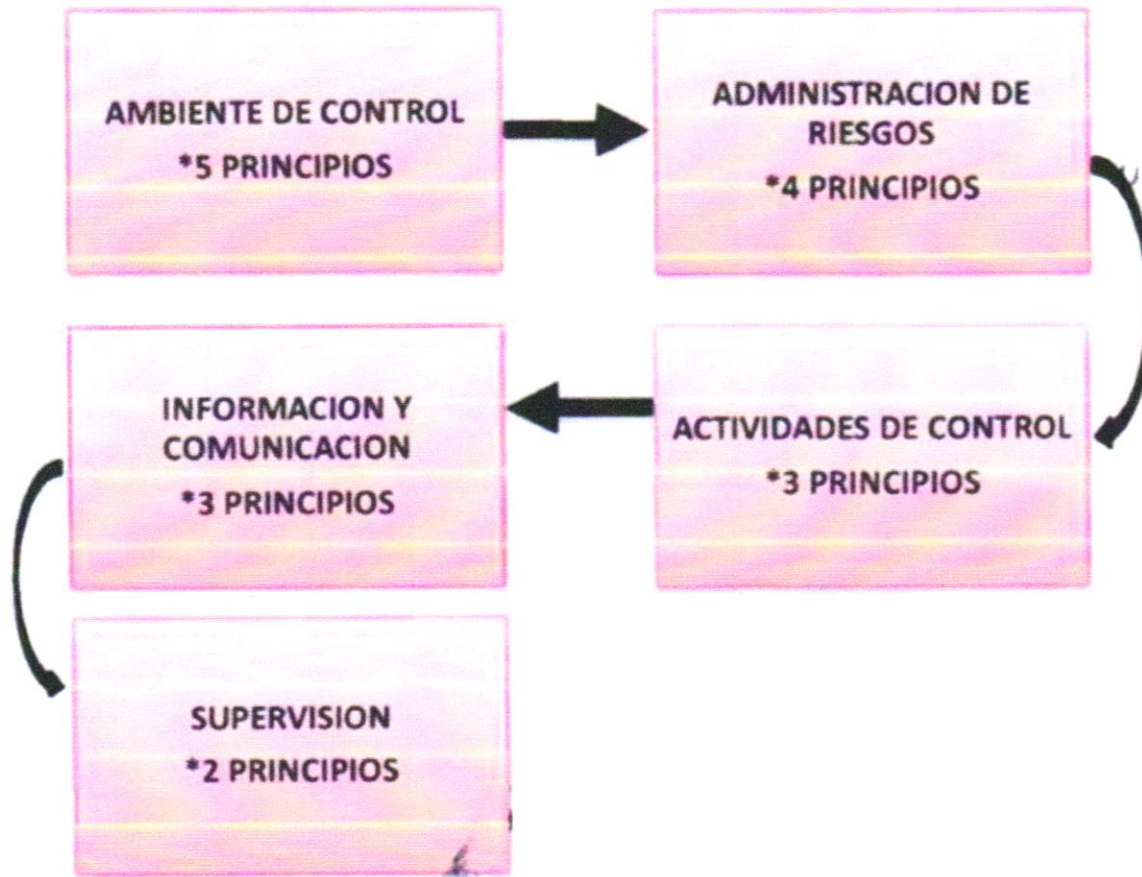 AMBIENTE DE CONTROL
*5 PRINCIPIOS
ADMINISTRACION DE
RIESGOS
*4 PRINCIPIOS
ACTIVIDADES DE CONTROL
*3 PRINCIPIOS
INFORMACION Y
COMUNICACION
*3 PRINCIPIOS
SUPERVISION
*2 PRINCIPIOS